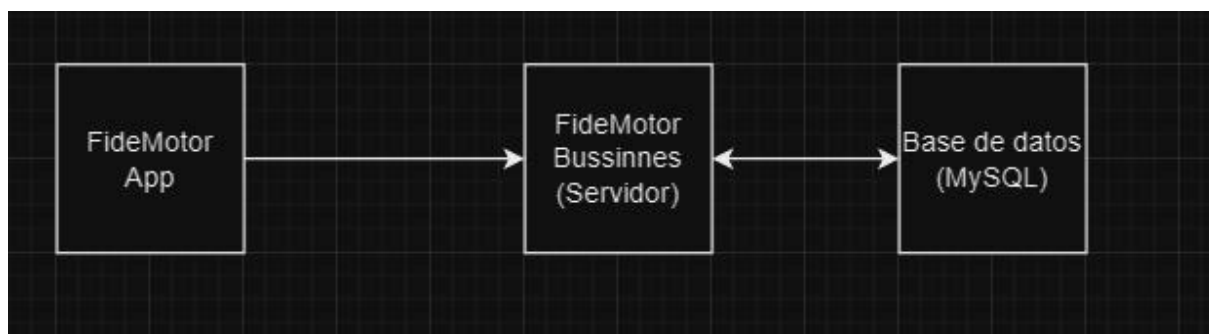 FideMotor
App
FideMotor
Bussinnes
(Servidor)
Base de datos
(MySQL)